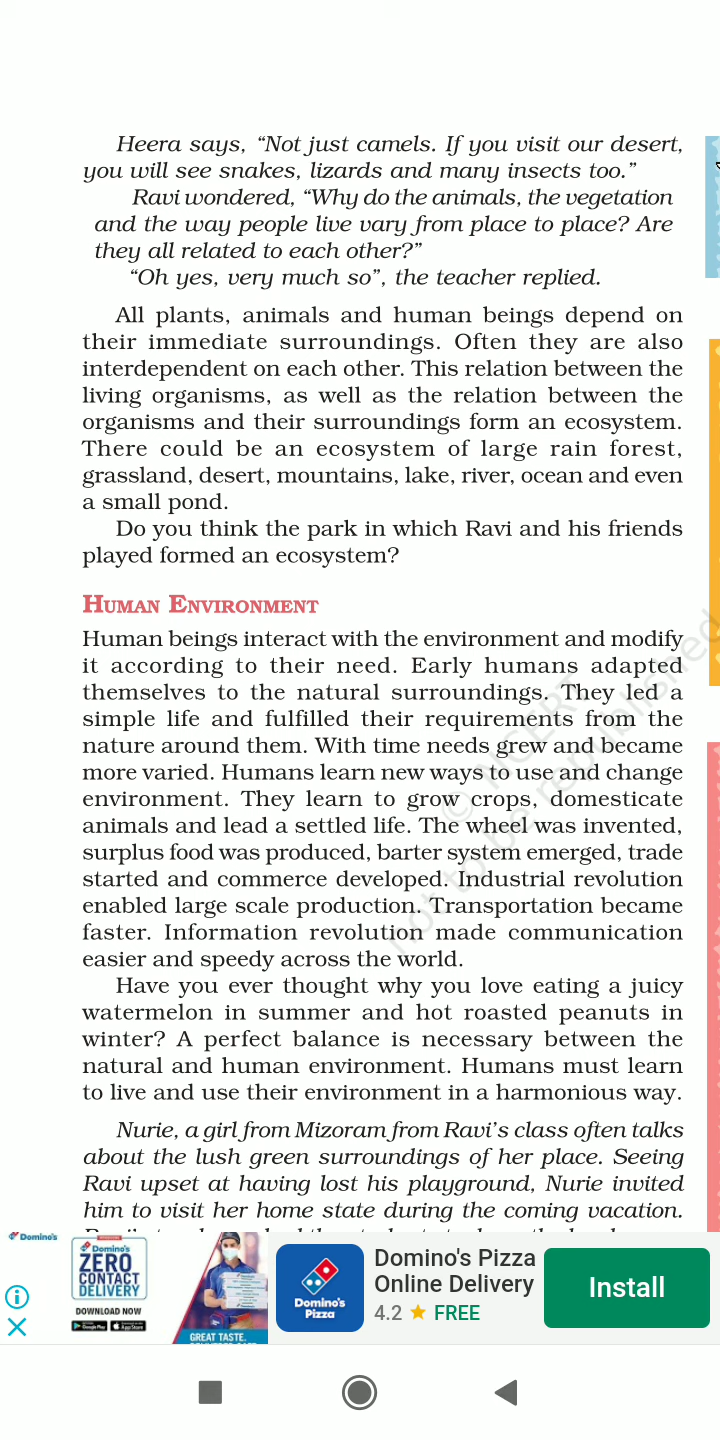 Heera says, “Not just camels. If you visit our desert,
you will see snakes, lizards and many insects too.”
Ravi wondered, “Why do the animals, the vegetation
and the way people live vary from place to place? Are
they all related to each other?”
“Oh yes, very much so”, the teacher replied.
All plants, animals and human beings depend on
their immediate surroundings. Often they are also
interdependent on each other. This relation between the
living organisms, as well as the relation between the
organisms and their surroundings form an ecosystem.
There could be an ecosystem of large rain forest,
grassland, desert, mountains, lake, river, ocean and even
a small pond.
Do you think the park in which Ravi and his friends
played formed an ecosystem?
HUMAN ENVIRONMENT
Human beings interact with the environment and modify
it according to their need. Early humans adapted
themselves to the natural surroundings. They led a
simple life and fulfilled their requirements from the
nature around them. With time needs grew and became
more varied. Humans learn new ways to use and change
environment. They learn to grow crops, domesticate
animals and lead a settled life. The wheel was invented,
surplus food was produced, barter system emerged, trade
started and commerce developed. Industrial revolution
enabled large scale production. Transportation became
faster. Information revolution made communication
easier and speedy across the world.
Have you ever thought why you love eating a juicy
watermelon in summer and hot roasted peanuts in
winter? A perfect balance is necessary between the
natural and human environment. Humans must learn
to live and use their environment in a harmonious way.
Nurie, a girl from Mizoram from Ravi’s class often talks
about the lush green surroundings of her place. Seeing
Ravi upset at having lost his playground, Nurie invited
him to visit her home state during the coming vacation.
© NCERT
not to be republished
Domino's
Domino's
ZERO
CONTACT
DELIVERY
DOWNLOAD NOW
Google Play
App Store
GREAT TASTE.
Domino's
Pizza
Domino's Pizza
Online Delivery
4.2 ★ FREE
Install